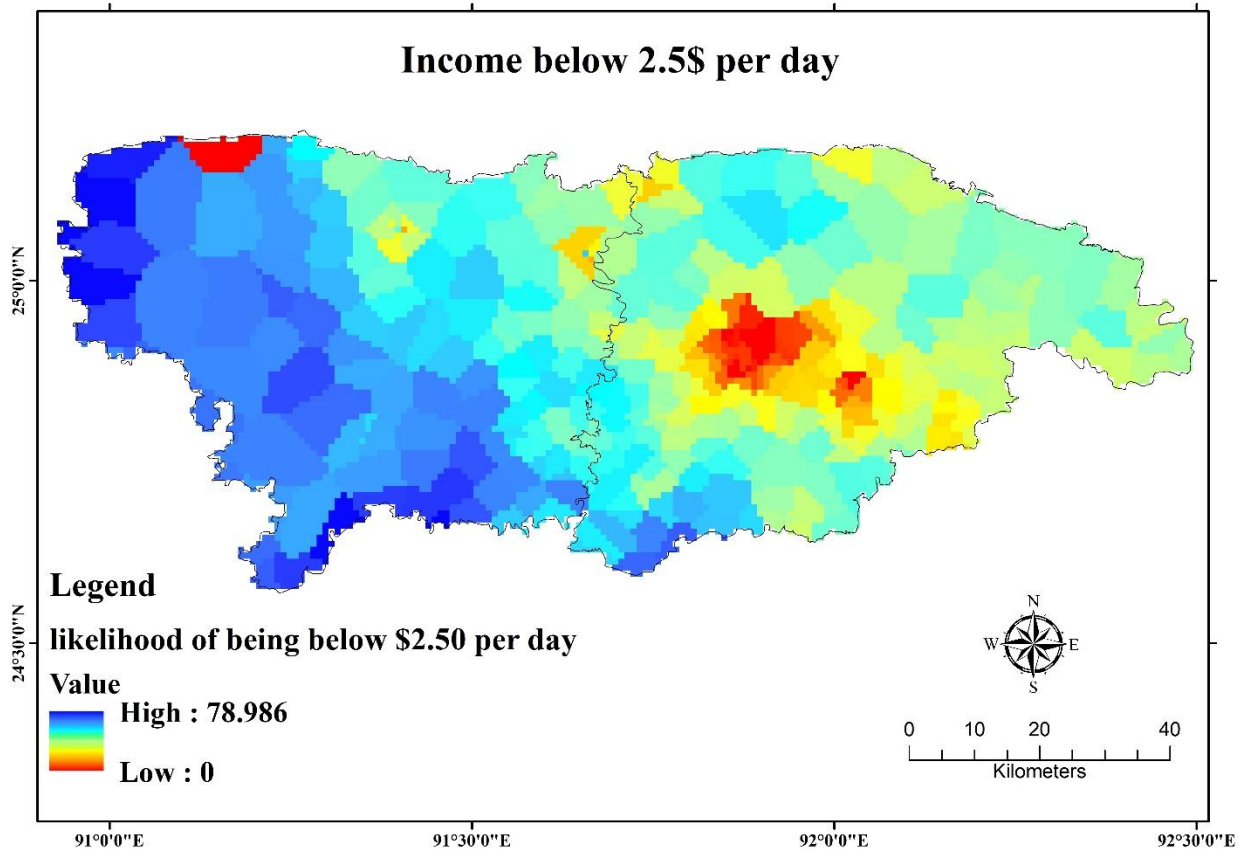 Income below 2.5$ per day
25°0'0"N
24°30'0"N
Legend
likelihood of being below $2.50 per day
Value
High : 78.986
Low : 0
N
W E
S
0 10 20 40
Kilometers
91°0'0"E 91°30'0"E 92°0'0"E 92°30'0"E